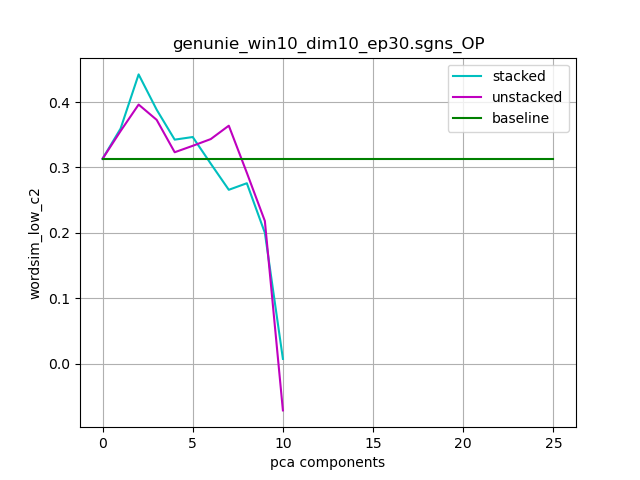 genunie_win10_dim10_ep30.sgns_OP
stacked
unstacked
baseline
wordsim_low_c2
0.4
0.3
0.2
0.1
0.0
0 5 10 15 20 25
pca components